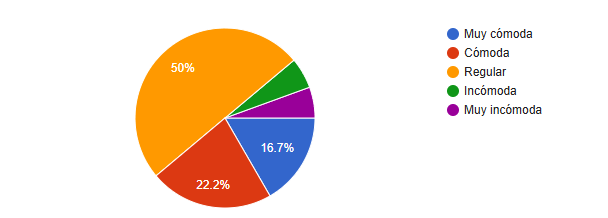 50%
16.7%
22.2%
Muy cómoda
Cómoda
Regular
Incómoda
Muy incómoda